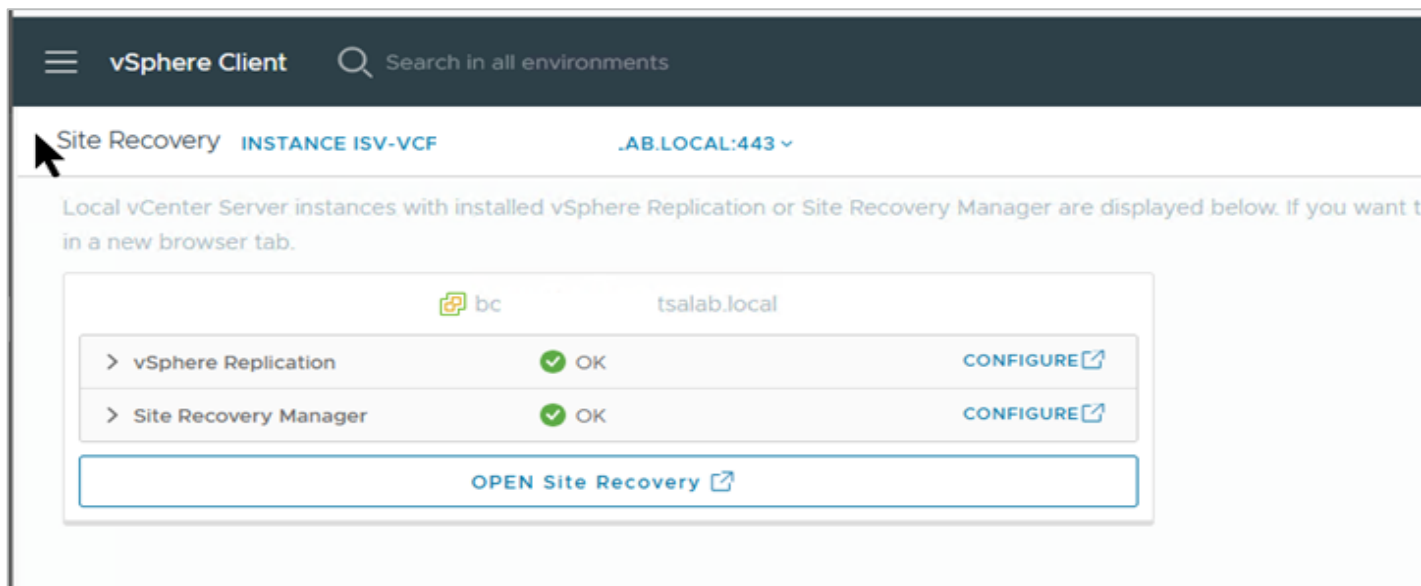 vSphere Client Search in all environments
Site Recovery INSTANCE ISV-VCF .AB.LOCAL:443
Local vCenter Server instances with installed vSphere Replication or Site Recovery Manager are displayed below. If you want t
in a new browser tab.
bc tsalab.local
vSphere Replication OK CONFIGURE
Site Recovery Manager OK CONFIGURE
OPEN Site Recovery